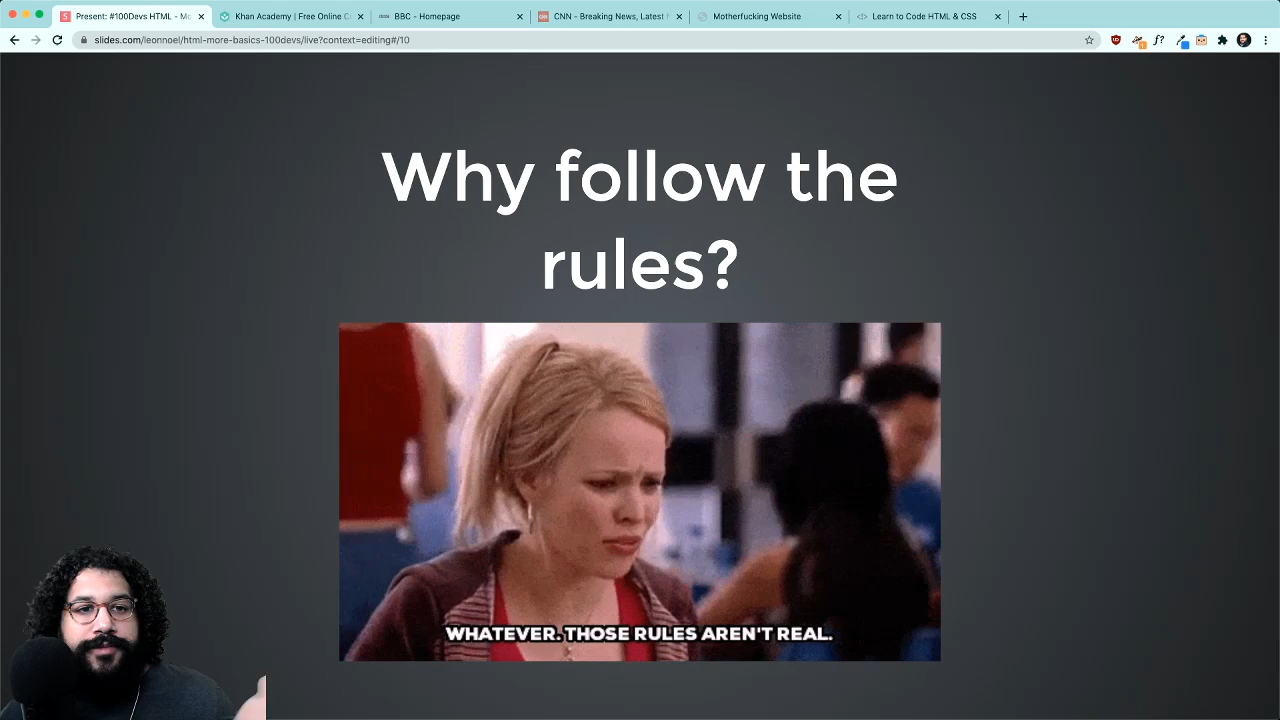 Present: #100Devs HTML - Mo
Khan Academy | Free Online C
BBC - Homepage
CNN - Breaking News, Latest N
Motherfucking Website
Learn to Code HTML & CSS
slides.com/leonnoel/html-more-basics-100devs/live?context=editing#/10
Why follow the
rules?
WHATEVER. THOSE RULES AREN'T REAL.